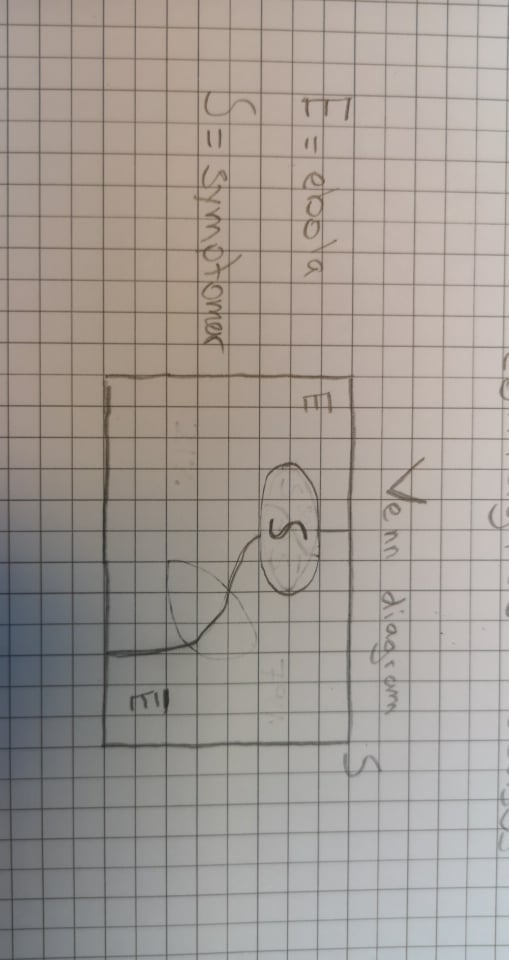 Venn diagram
S
E
S
E̅
E = ebola
S = symptomer